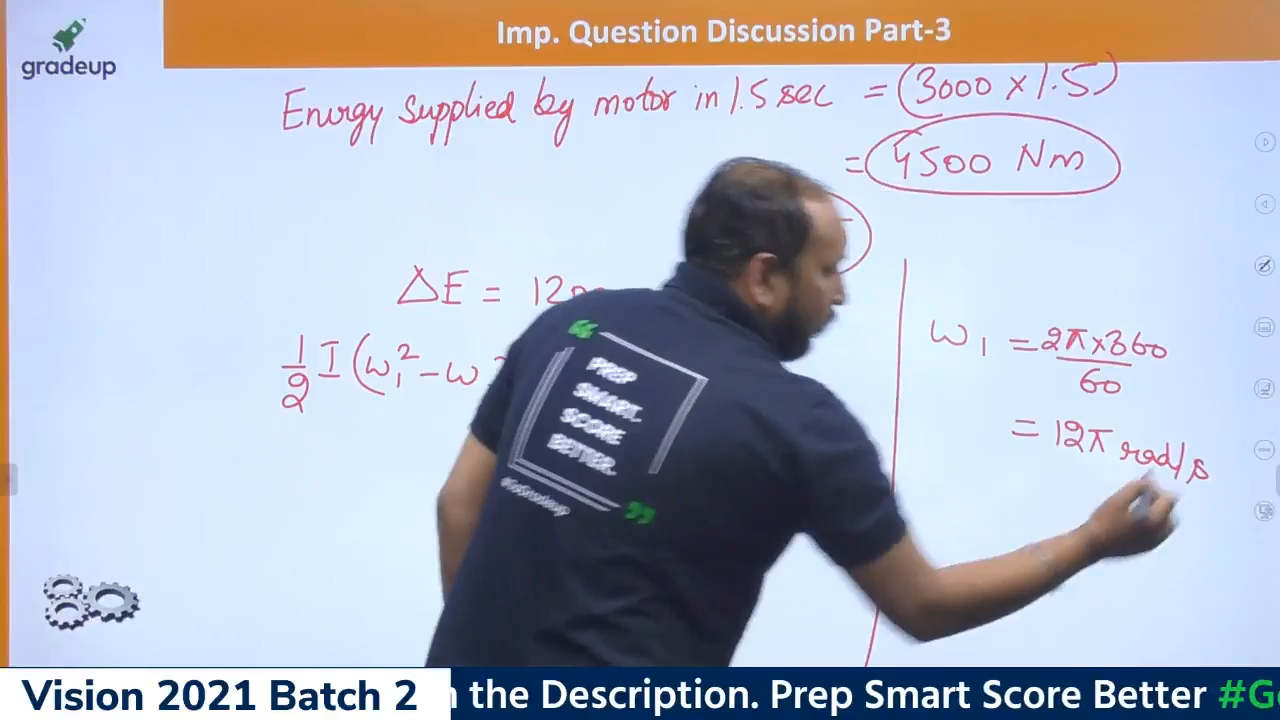 Imp. Question Discussion Part-3
gradeup
Energy supplied by motor in 1.5 sec = (3000 x 1.5)
= 4500 Nm
ΔE =
1/2 I (ω₁² - ω
ω₁ = 2π×360/60
= 12π rad/s
PREP
SMART.
SCORE
BETTER.
Vision 2021 Batch 2
the Description. Prep Smart Score Better